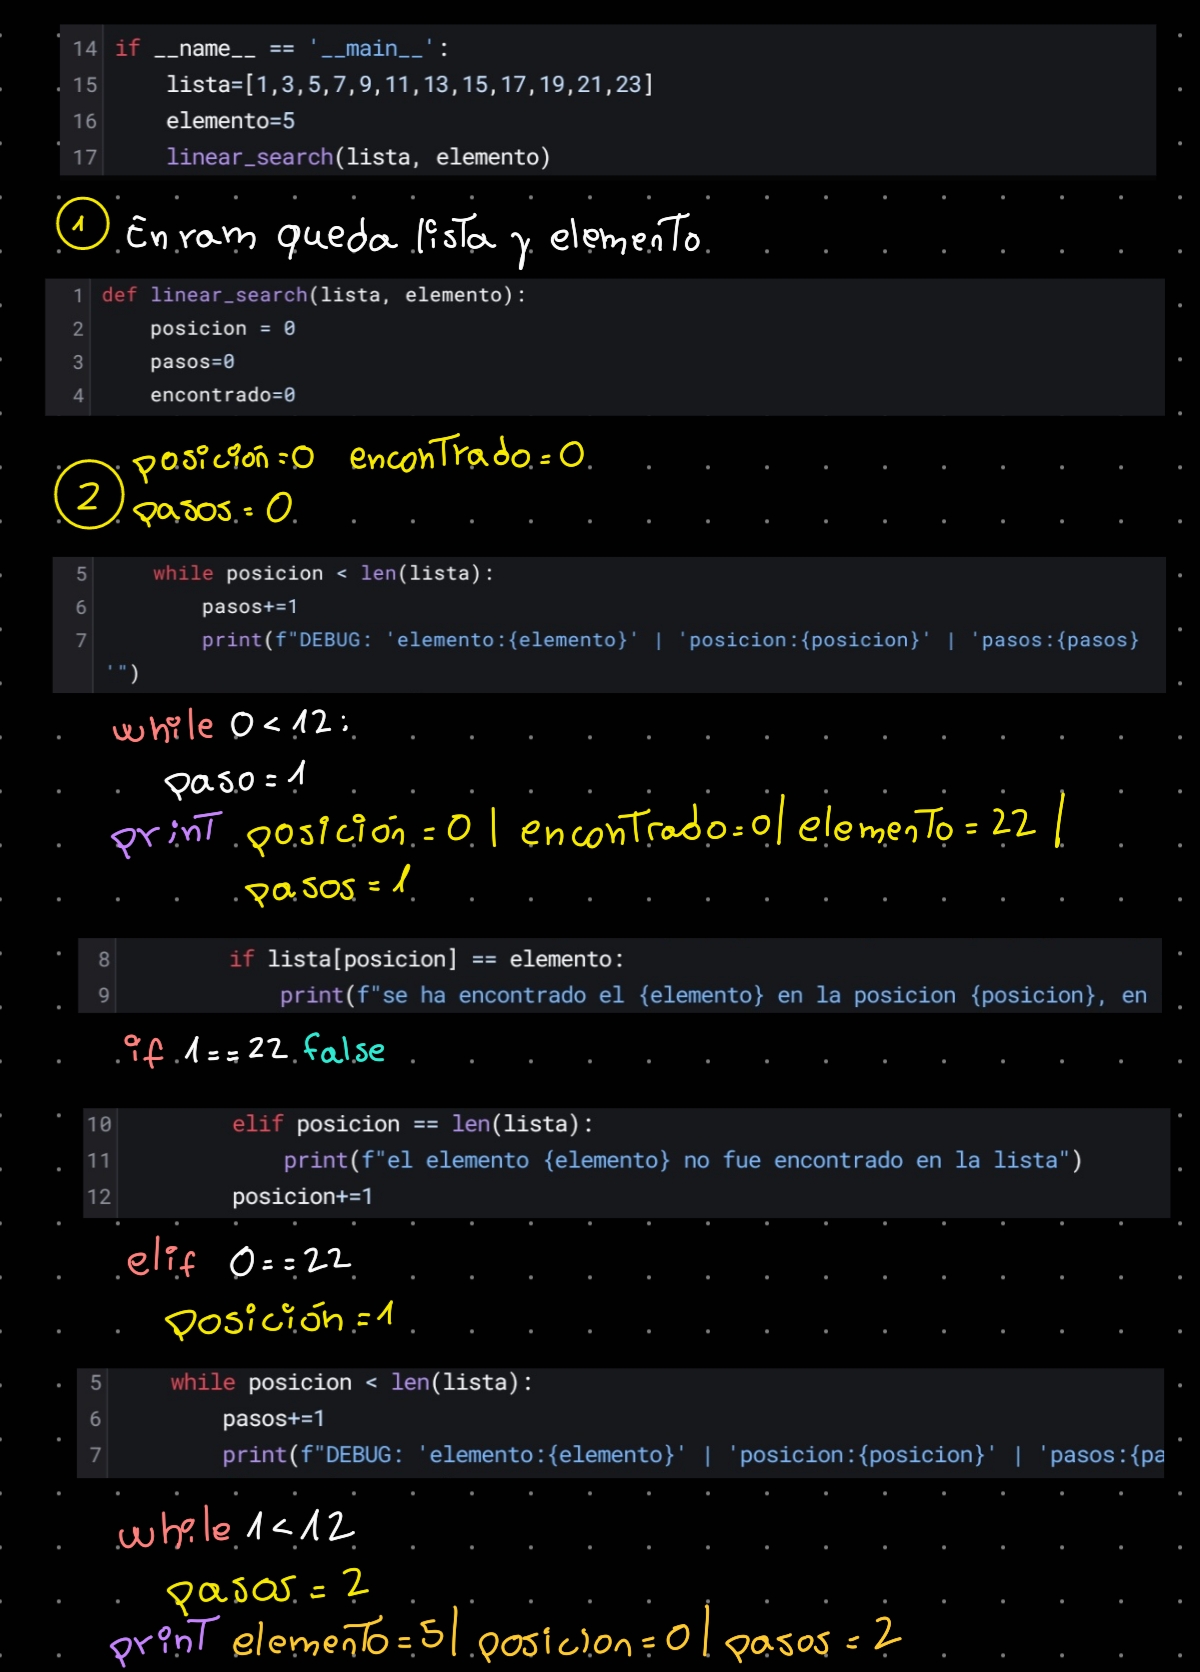 14 if __name__ == '__main__':
15 lista=[1,3,5,7,9,11,13,15,17,19,21,23]
16 elemento=5
17 linear_search(lista, elemento)
1 En ram queda lista y elemento
1 def linear_search(lista, elemento):
2 posicion = 0
3 pasos=0
4 encontrado=0
2 posición=0 encontrado=0
pasos=0
5 while posicion < len(lista):
6 pasos+=1
7 print(f"DEBUG: 'elemento:{elemento}' | 'posicion:{posicion}' | 'pasos:{pasos}
'")
while 0<12:
paso=1
print posición=0 | encontrado=0 | elemento=22 |
pasos=1
8 if lista[posicion] == elemento:
9 print(f"se ha encontrado el {elemento} en la posicion {posicion}, en
if 1==22 false
10 elif posicion == len(lista):
11 print(f"el elemento {elemento} no fue encontrado en la lista")
12 posicion+=1
elif 0==22
Posición=1
5 while posicion < len(lista):
6 pasos+=1
7 print(f"DEBUG: 'elemento:{elemento}' | 'posicion:{posicion}' | 'pasos:{pa
while 1<12
pasos=2
print elemento=5 | posicion=0 | pasos=2